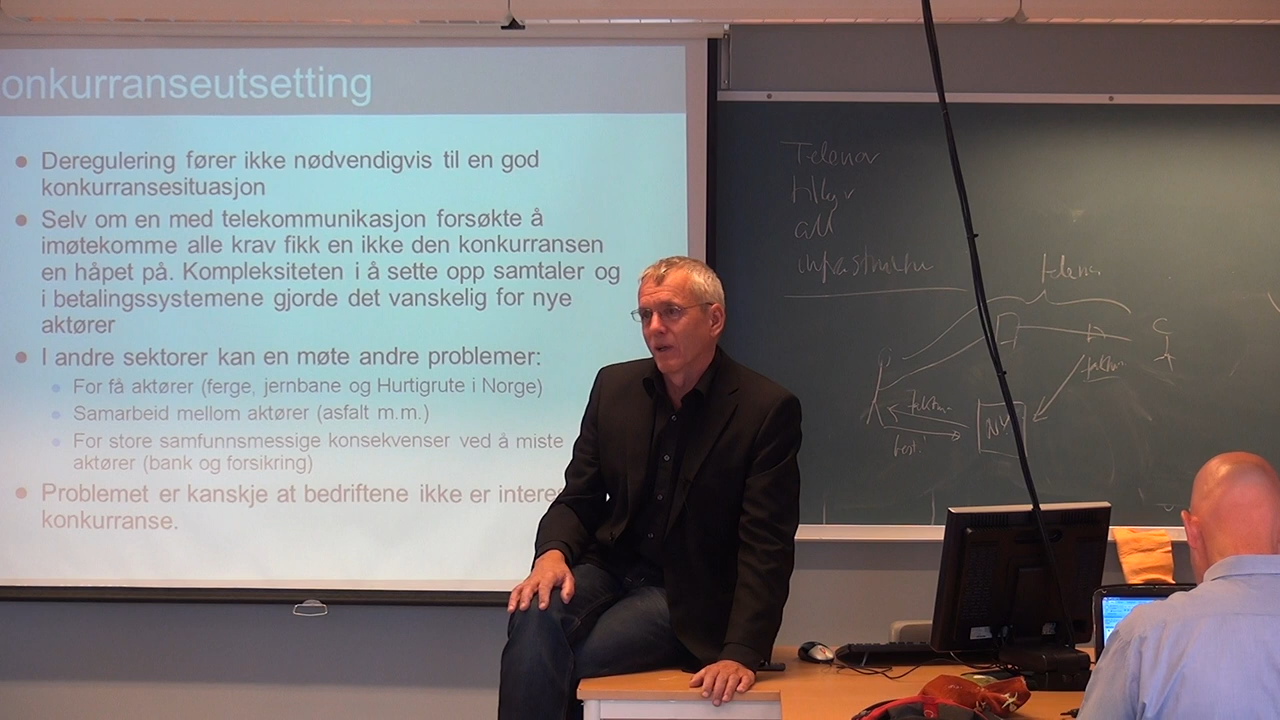 onkurranseutsetting
Deregulering fører ikke nødvendigvis til en god
konkurransesituasjon
Selv om en med telekommunikasjon forsøkte å
imøtekomme alle krav fikk en ikke den konkurransen
en håpet på. Kompleksiteten i å sette opp samtaler og
i betalingssystemene gjorde det vanskelig for nye
aktører
I andre sektorer kan en møte andre problemer:
For få aktører (ferge, jernbane og Hurtigrute i Norge)
Samarbeid mellom aktører (asfalt m.m.)
For store samfunnsmessige konsekvenser ved å miste
aktører (bank og forsikring)
Problemet er kanskje at bedriftene ikke er
konkurranse.
Telenor
all
telenor
C